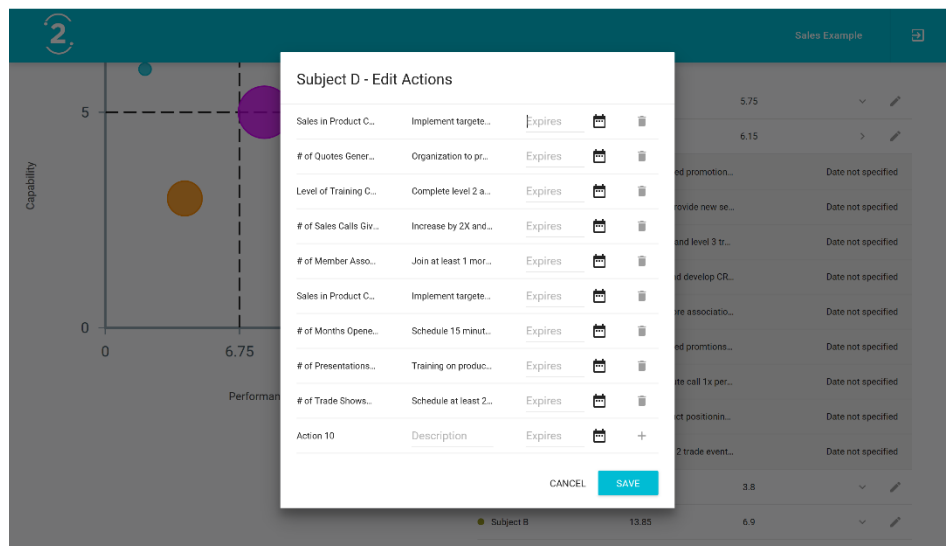 2.
Sales Example
Subject D - Edit Actions
Sales in Product C... Implement targete... Expires
# of Quotes Gener... Organization to pr... Expires
Level of Training C... Complete level 2 a... Expires
# of Sales Calls Giv... Increase by 2X and... Expires
# of Member Asso... Join at least 1 mor... Expires
Sales in Product C... Implement targete... Expires
# of Months Opene... Schedule 15 minut... Expires
# of Presentations... Training on produc... Expires
# of Trade Shows... Schedule at least 2... Expires
Action 10 Description Expires
CANCEL SAVE
Capability
5
0
0 6.75
Performan
5.75
6.15
ed promotion... Date not specified
rovide new se... Date not specified
and level 3 tr... Date not specified
d develop CR... Date not specified
re associatio... Date not specified
ed promtions... Date not specified
te call 1x per... Date not specified
ct positionin... Date not specified
2 trade event... Date not specified
3.8
Subject B 13.85 6.9